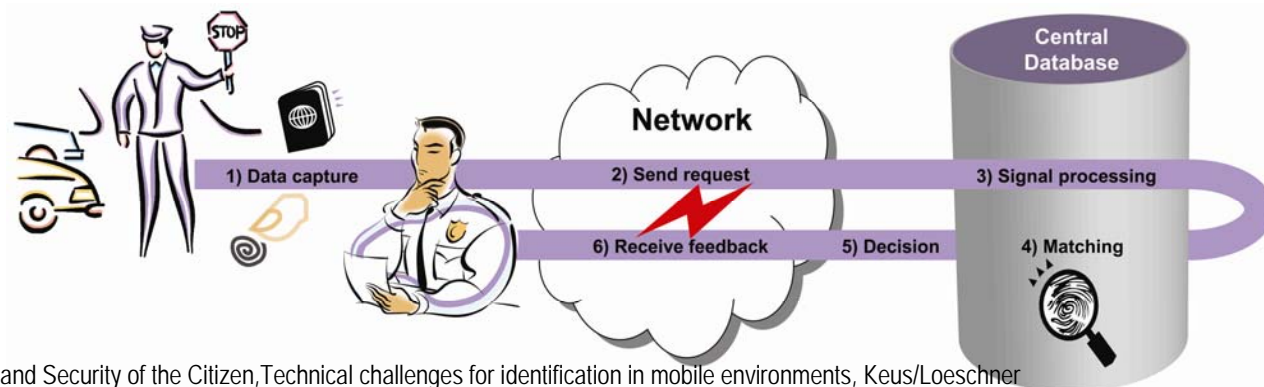 STOP
Central
Database
Network
1) Data capture
2) Send request
3) Signal processing
6) Receive feedback
5) Decision
4) Matching
and Security of the Citizen,Technical challenges for identification in mobile environments, Keus/Loeschner